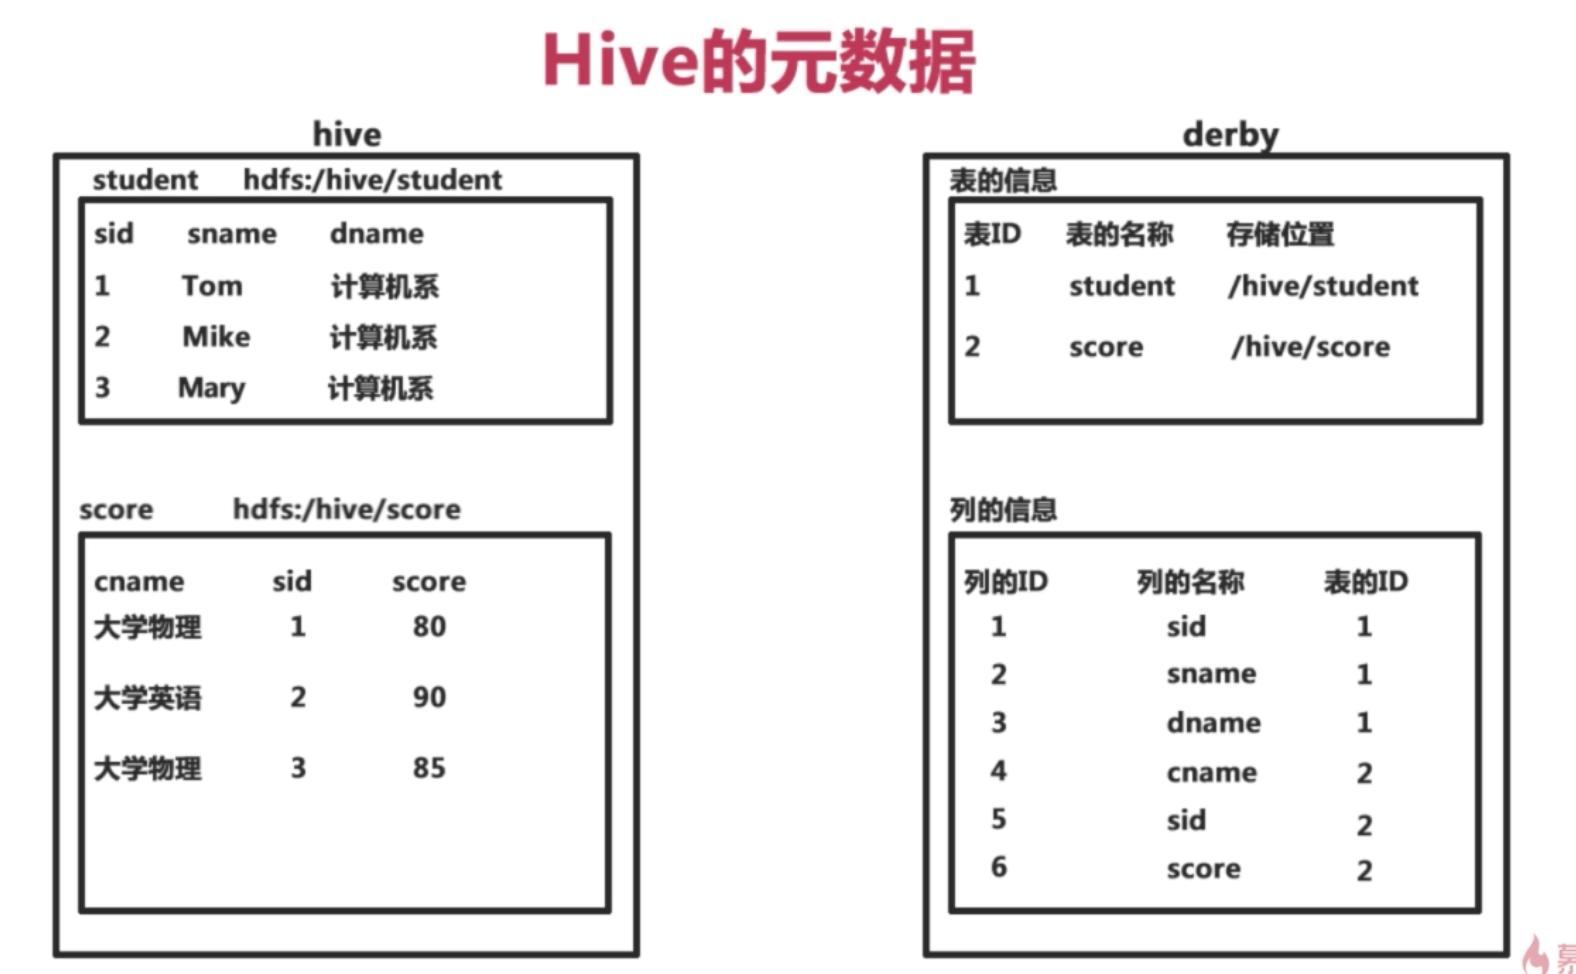 Hive的元数据
hive
student hdfs:/hive/student
sid sname dname
1 Tom 计算机系
2 Mike 计算机系
3 Mary 计算机系
score hdfs:/hive/score
cname sid score
大学物理 1 80
大学英语 2 90
大学物理 3 85
derby
表的信息
表ID 表的名称 存储位置
1 student /hive/student
2 score /hive/score
列的信息
列的ID 列的名称 表的ID
1 sid 1
2 sname 1
3 dname 1
4 cname 2
5 sid 2
6 score 2